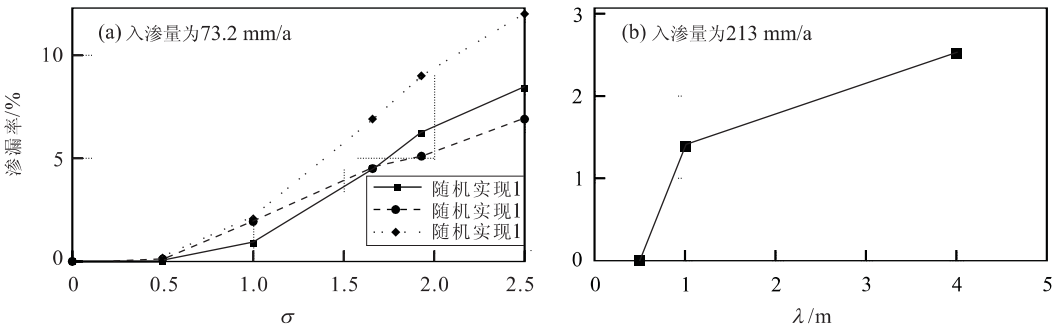 (a) 入渗量为73.2 mm/a
渗漏率/%
10
5
0
随机实现1
随机实现1
随机实现1
0 0.5 1.0 1.5 2.0 2.5
σ
(b) 入渗量为213 mm/a
3
2
1
0
0 1 2 3 4 5
λ/m